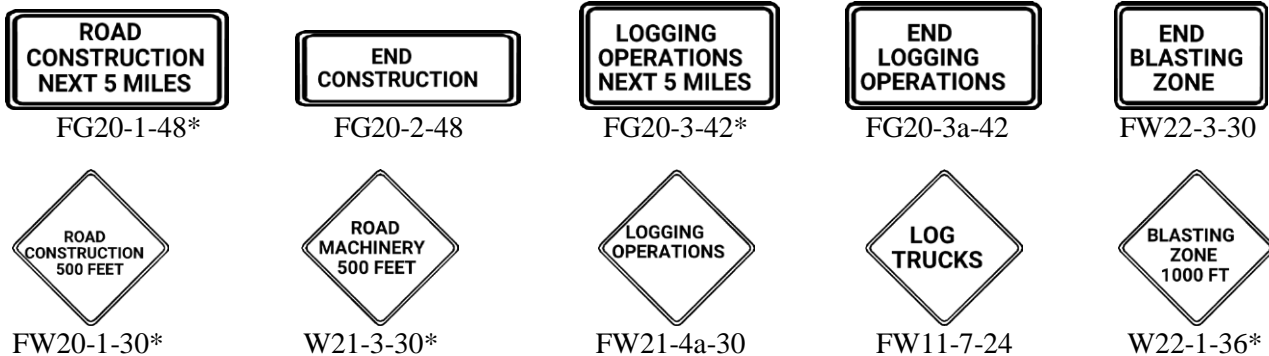 ROAD
CONSTRUCTION
NEXT 5 MILES
FG20-1-48*
END
CONSTRUCTION
FG20-2-48
LOGGING
OPERATIONS
NEXT 5 MILES
FG20-3-42*
END
LOGGING
OPERATIONS
FG20-3a-42
END
BLASTING
ZONE
FW22-3-30
ROAD
CONSTRUCTION
500 FEET
FW20-1-30*
ROAD
MACHINERY
500 FEET
W21-3-30*
LOGGING
OPERATIONS
FW21-4a-30
LOG
TRUCKS
FW11-7-24
BLASTING
ZONE
1000 FT
W22-1-36*